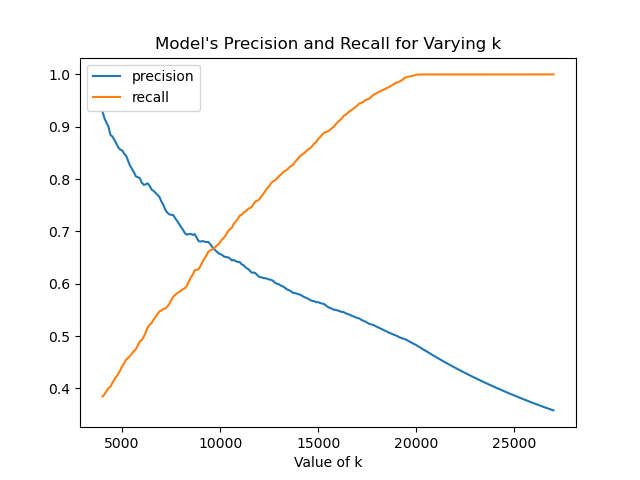 Model's Precision and Recall for Varying k
precision
recall
1.0
0.9
0.8
0.7
0.6
0.5
0.4
5000 10000 15000 20000 25000
Value of k